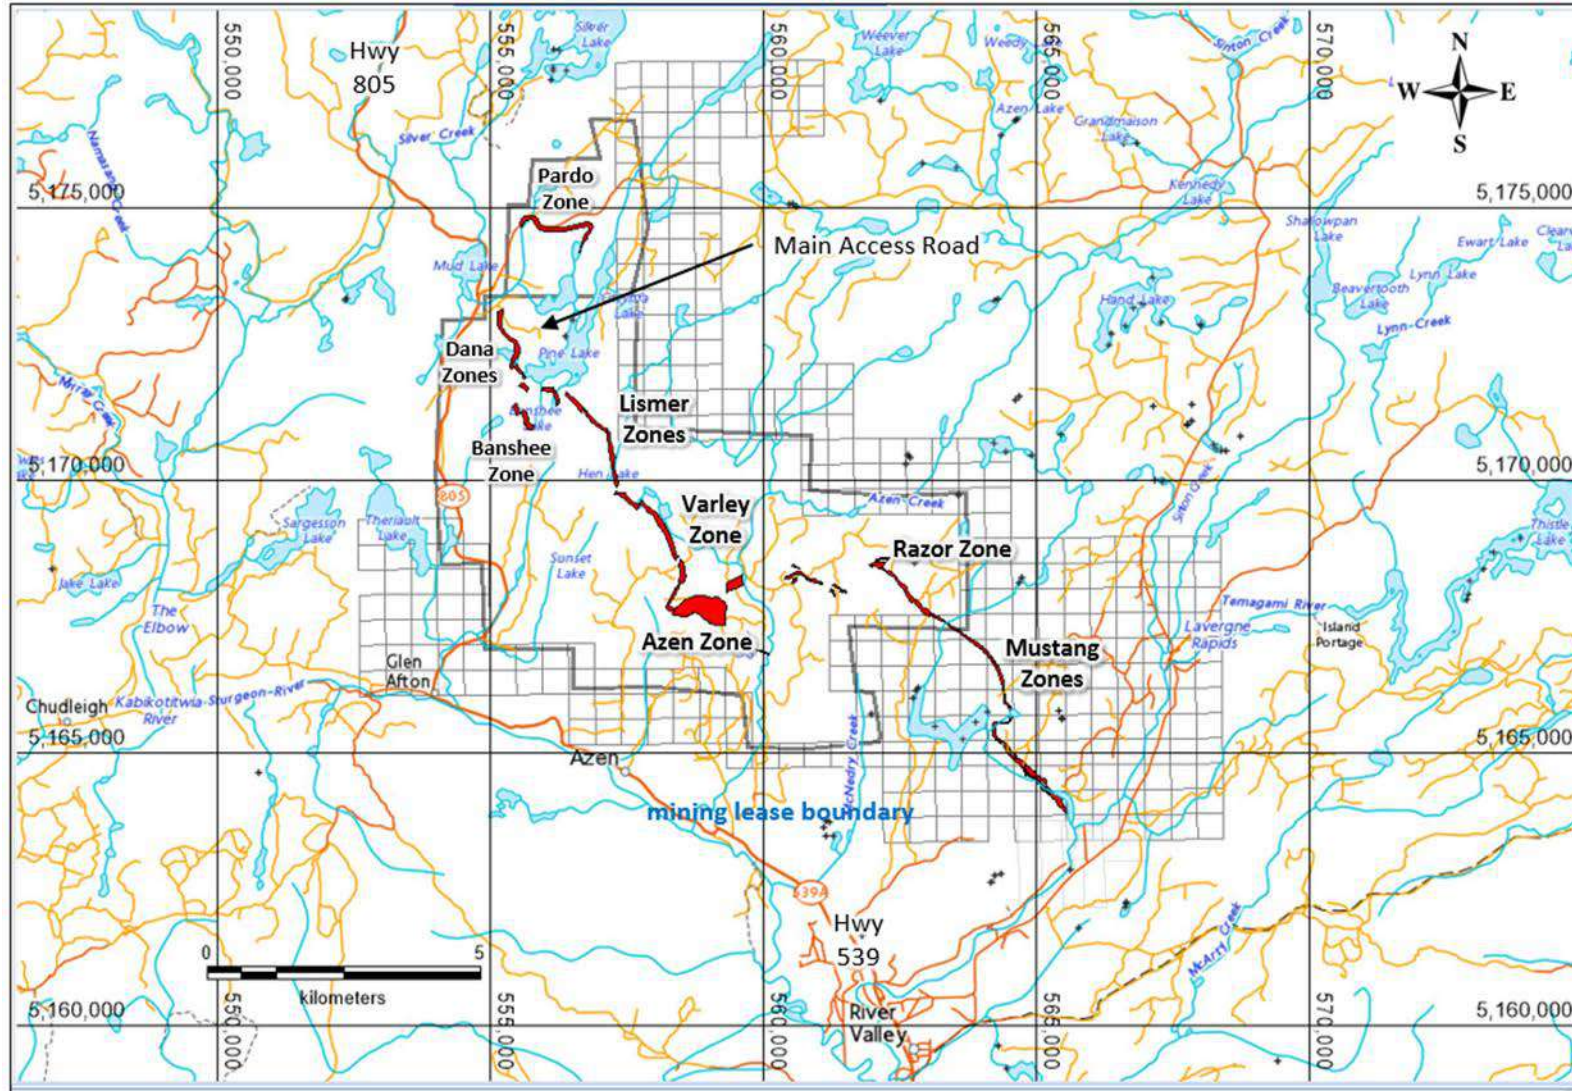 Hwy
805
550,000
555,000
560,000
565,000
570,000
Silver
Lake
Weever
Lake
Sinton Creek
N
W
E
S
Azen Lake
Grandmaison
Lake
Silver Creek
Kennedy
Lake
5,175,000
5,175,000
Pardo
Zone
Main Access Road
Mud Lake
Shallowpan
Lake
Ewart Lake
Lynn Lake
Beavertooth
Lake
Lynn-Creek
Hand Lake
Dana
Zones
Pine Lake
Lismer
Zones
Banshee
Zone
5,170,000
5,170,000
Hen Lake
805
Azen Creek
Sargesson
Lake
Theriault
Lake
Varley
Zone
Thistle
Lake
Razor Zone
Sunset
Lake
Jake Lake
The
Elbow
Temagami River
Island
Portage
Lavergne
Rapids
Azen Zone
Mustang
Zones
Glen
Afton
Kabikotitwia
River
Sturgeon-River
Chudleigh
5,165,000
5,165,000
Azen
McNedry Creek
mining lease boundary
539A
Hwy
539
McArry Creek
0
5
kilometers
5,160,000
5,160,000
River
Valley
550,000
555,000
560,000
565,000
570,000